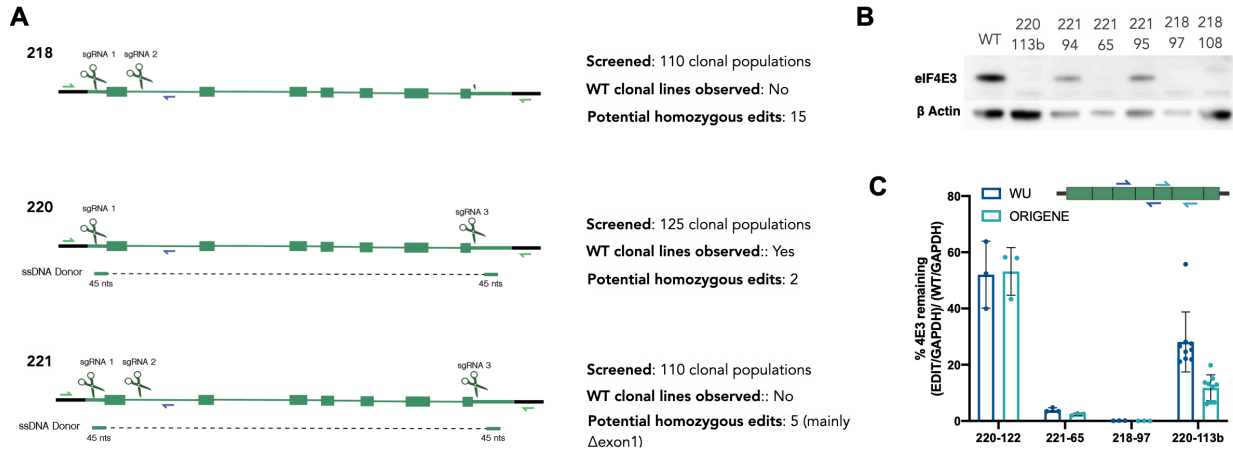 A
218
sgRNA 1
sgRNA 2
Screened: 110 clonal populations
WT clonal lines observed: No
Potential homozygous edits: 15
220
sgRNA 1
sgRNA 3
ssDNA Donor
45 nts
45 nts
Screened: 125 clonal populations
WT clonal lines observed:: Yes
Potential homozygous edits: 2
221
sgRNA 1
sgRNA 2
sgRNA 3
ssDNA Donor
45 nts
45 nts
Screened: 110 clonal populations
WT clonal lines observed:: No
Potential homozygous edits: 5 (mainly
Δexon1)
B
WT
220
113b
221
94
221
65
221
95
218
97
218
108
eIF4E3
β Actin
C
WU
ORIGENE
% 4E3 remaining
(EDIT/GAPDH)/ (WT/GAPDH)
80
60
40
20
0
220-122
221-65
218-97
220-113b